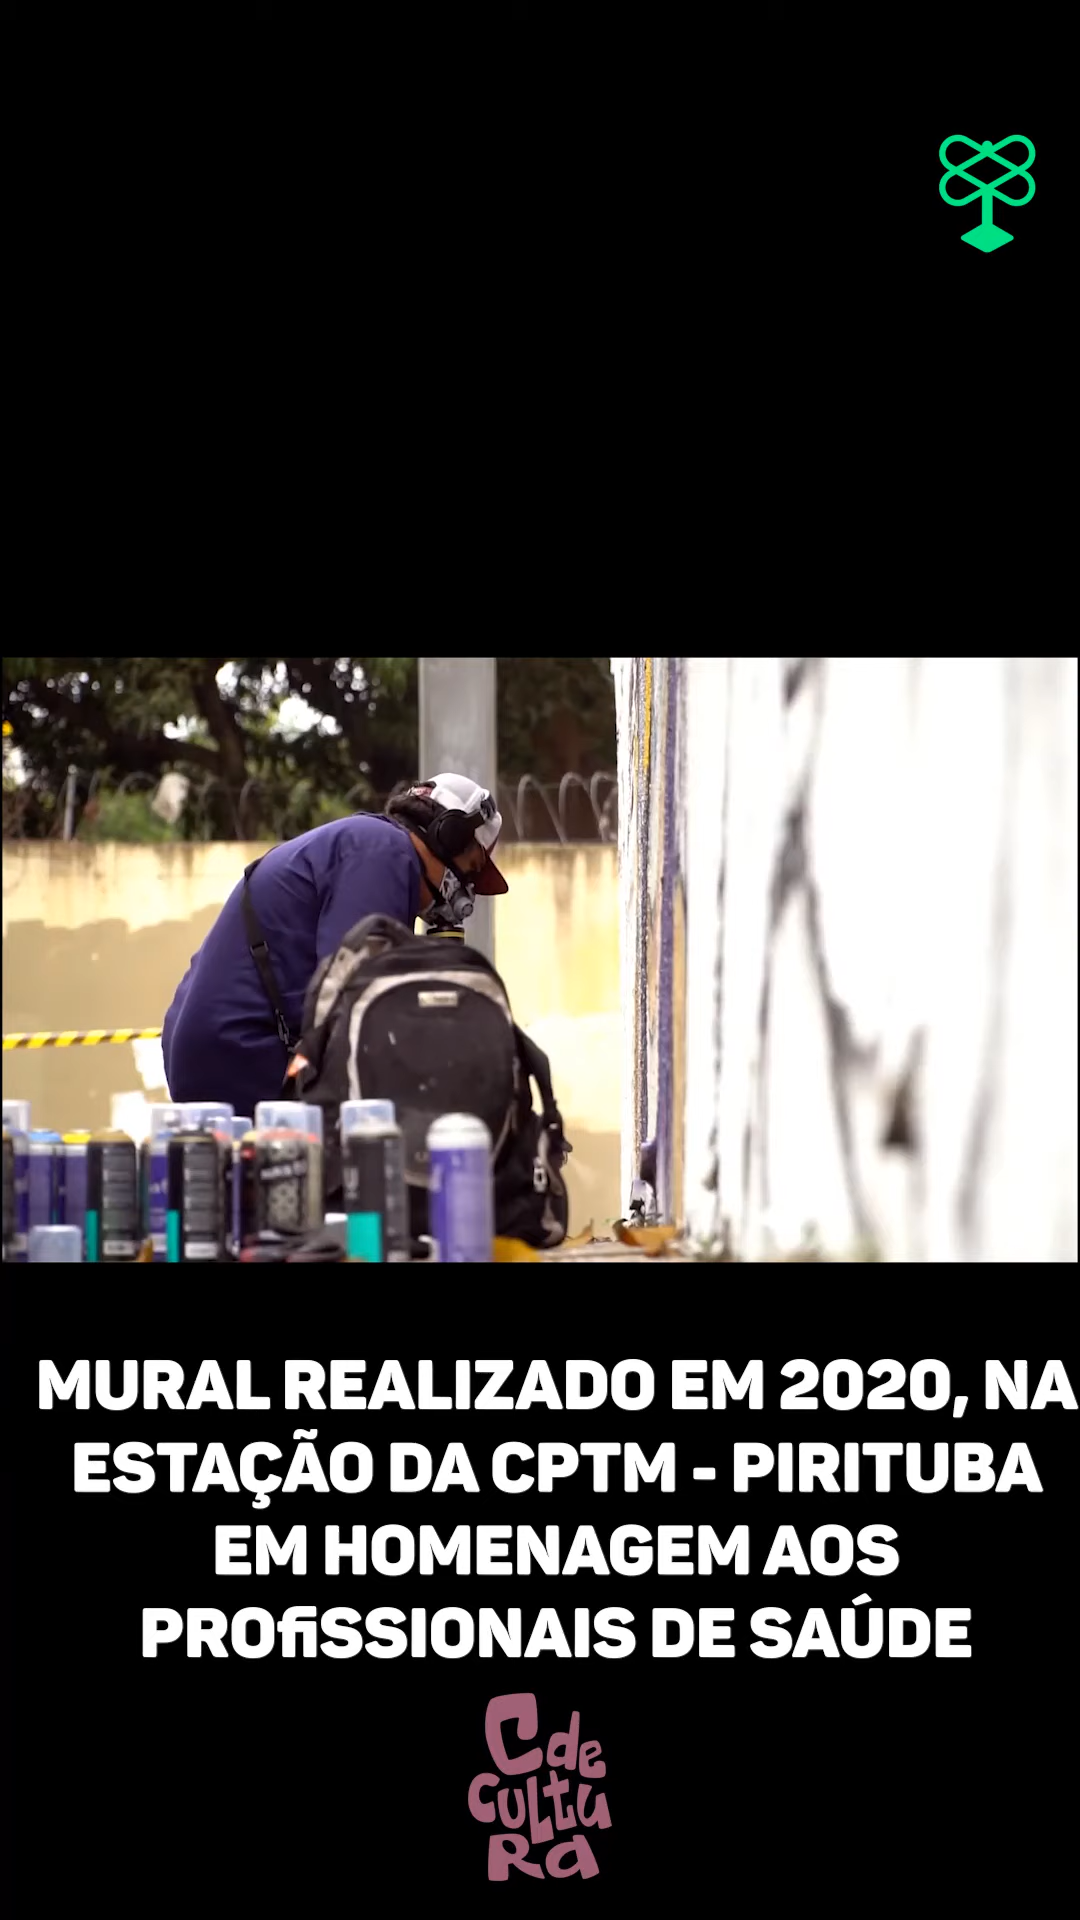 MURAL REALIZADO EM 2020, NA
ESTAÇÃO DA CPTM - PIRITUBA
EM HOMENAGEM AOS
PROfiSSIONAIS DE SAÚDE
C de
CULTU
Ra